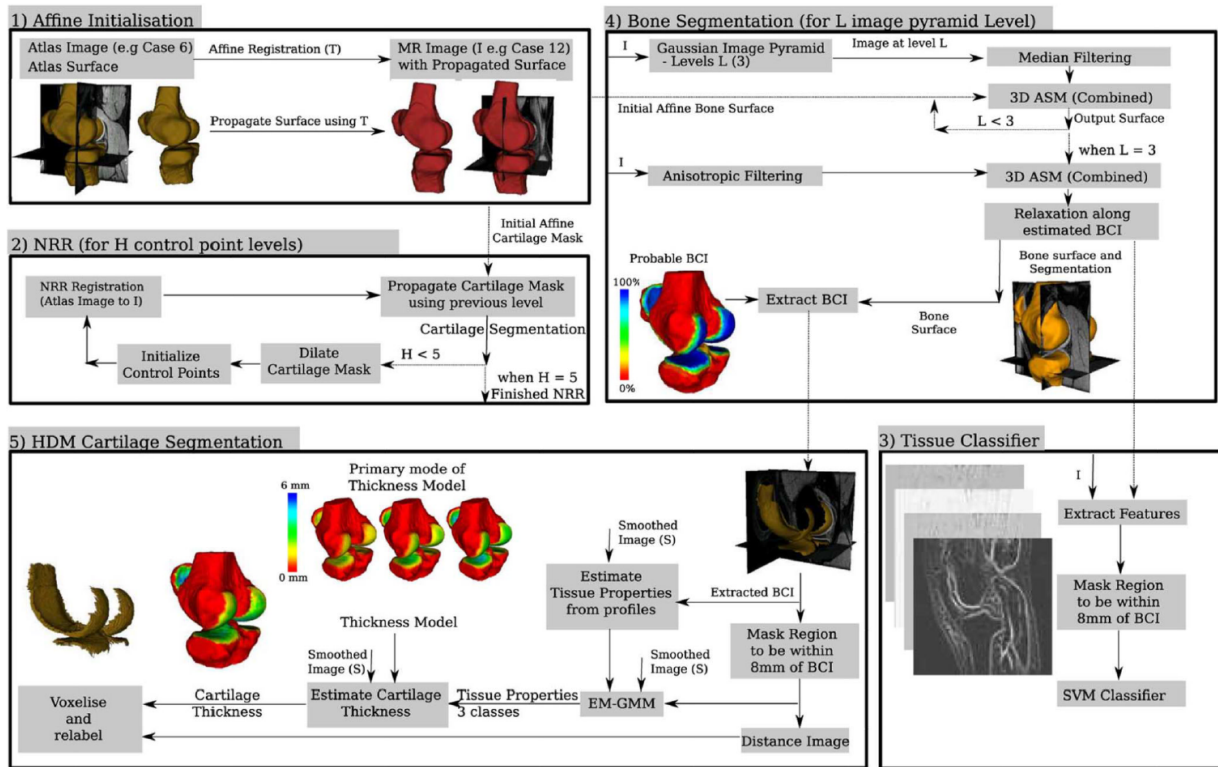 1) Affine Initialisation
Atlas Image (e.g Case 6)
Atlas Surface
Affine Registration (T)
MR Image (I e.g Case 12)
with Propagated Surface
Propagate Surface using T
Initial Affine
Cartilage Mask
2) NRR (for H control point levels)
NRR Registration
(Atlas Image to I)
Propagate Cartilage Mask
using previous level
Cartilage Segmentation
H < 5
Dilate
Cartilage Mask
Initialize
Control Points
when H = 5
Finished NRR
4) Bone Segmentation (for L image pyramid Level)
I
Gaussian Image Pyramid
- Levels L (3)
Image at level L
Median Filtering
Initial Affine Bone Surface
3D ASM (Combined)
L < 3
Output Surface
when L = 3
I
Anisotropic Filtering
3D ASM (Combined)
Relaxation along
estimated BCI
Probable BCI
100%
0%
Extract BCI
Bone
Surface
Bone surface and
Segmentation
5) HDM Cartilage Segmentation
Primary mode of
Thickness Model
6 mm
0 mm
Smoothed
Image (S)
Estimate
Tissue Properties
from profiles
Extracted BCI
Mask Region
to be within
8mm of BCI
Thickness Model
Smoothed
Image (S)
Smoothed
Image (S)
Voxelise
and
relabel
Cartilage
Thickness
Estimate Cartilage
Thickness
Tissue Properties
3 classes
EM-GMM
Distance Image
3) Tissue Classifier
I
Extract Features
Mask Region
to be within
8mm of BCI
SVM Classifier